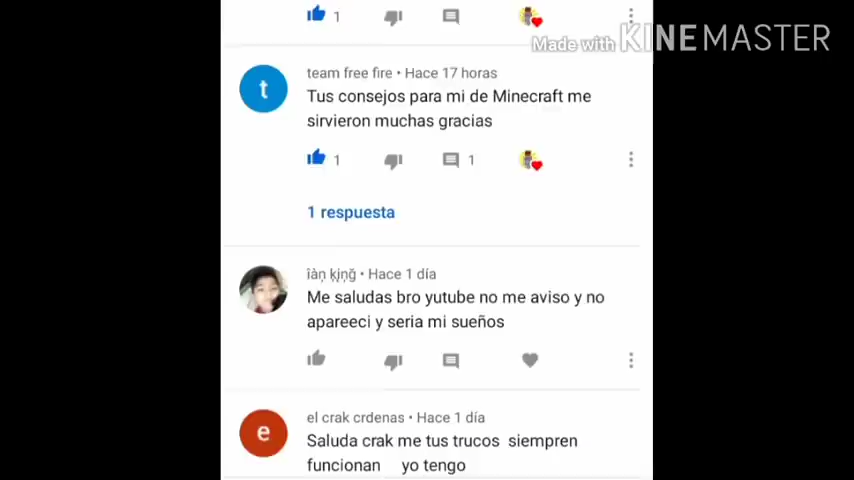 1
Made with KINEMASTER
team free fire • Hace 17 horas
Tus consejos para mi de Minecraft me
sirvieron muchas gracias
1
1
1 respuesta
îàņ ķįņğ • Hace 1 día
Me saludas bro yutube no me aviso y no
apareeci y seria mi sueños
el crak crdenas • Hace 1 día
Saluda crak me tus trucos siempren
funcionan yo tengo
t
e